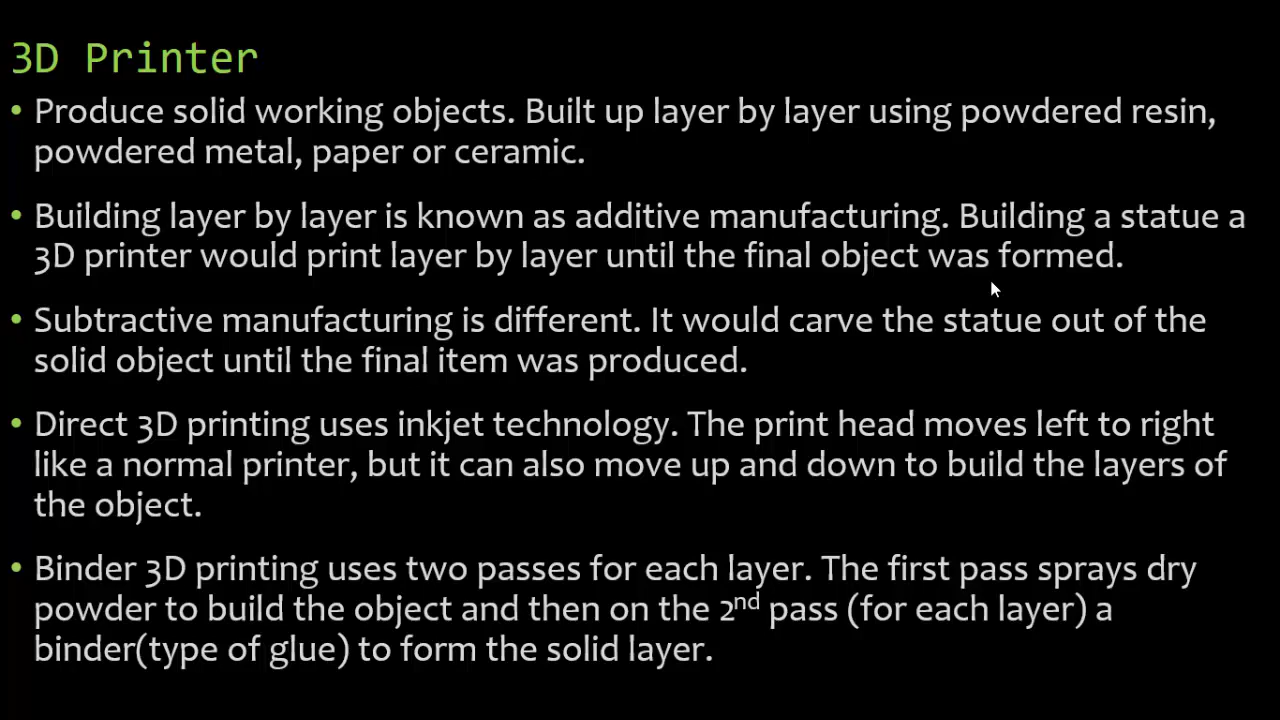 3D Printer
• Produce solid working objects. Built up layer by layer using powdered resin,
powdered metal, paper or ceramic.
• Building layer by layer is known as additive manufacturing. Building a statue a
3D printer would print layer by layer until the final object was formed.
• Subtractive manufacturing is different. It would carve the statue out of the
solid object until the final item was produced.
• Direct 3D printing uses inkjet technology. The print head moves left to right
like a normal printer, but it can also move up and down to build the layers of
the object.
• Binder 3D printing uses two passes for each layer. The first pass sprays dry
powder to build the object and then on the 2nd pass (for each layer) a
binder(type of glue) to form the solid layer.